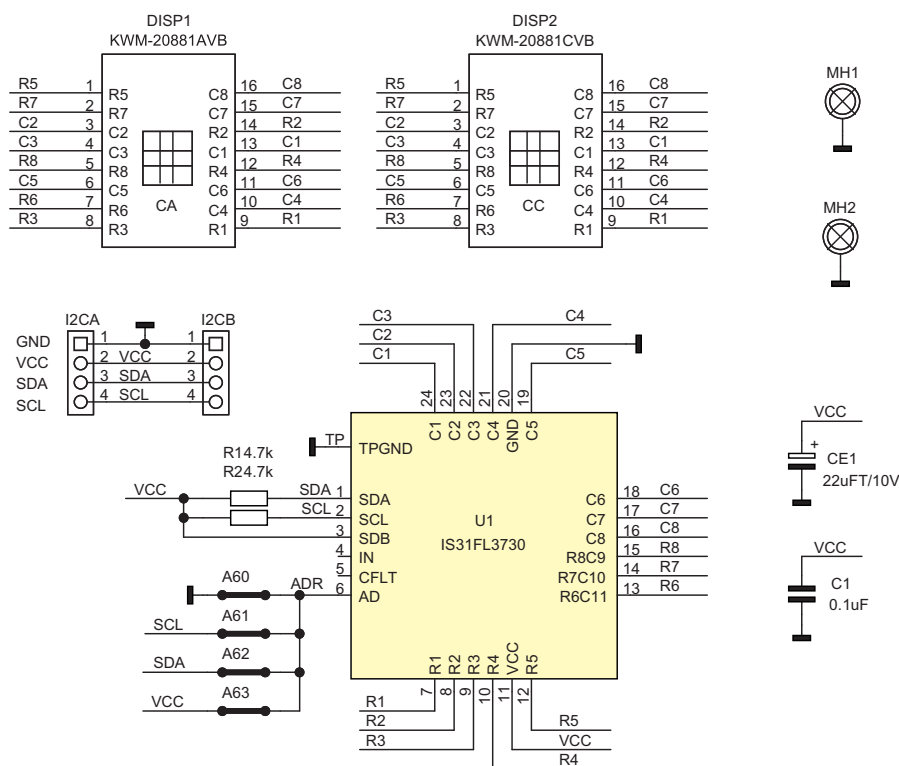 DISP1
KWM-20881AVB
R5 1 R5 C8 16 C8
R7 2 R7 C7 15 C7
C2 3 C2 R2 14 R2
C3 4 C3 C1 13 C1
R8 5 R8 R4 12 R4
C5 6 C5 C6 11 C6
R6 7 R6 C4 10 C4
R3 8 R3 R1 9 R1
CA
DISP2
KWM-20881CVB
R5 1 R5 C8 16 C8
R7 2 R7 C7 15 C7
C2 3 C2 R2 14 R2
C3 4 C3 C1 13 C1
R8 5 R8 R4 12 R4
C5 6 C5 C6 11 C6
R6 7 R6 C4 10 C4
R3 8 R3 R1 9 R1
CC
MH1
MH2
I2CA I2CB
GND 1 1
VCC 2 VCC 2
SDA 3 SDA 3
SCL 4 SCL 4
C3 C4
C2
C1 C5
24 23 22 21 20 19
C1 C2 C3 C4 GND C5
TP TPGND
R14.7k
R24.7k
VCC SDA 1 SDA
SCL 2 SCL
3 SDB
4 IN
5 CFLT
ADR 6 AD
U1
IS31FL3730
C6 18 C6
C7 17 C7
C8 16 C8
R8C9 15 R8
R7C10 14 R7
R6C11 13 R6
A60
SCL A61
SDA A62
VCC A63
R1 R2 R3 R4 VCC R5
7 8 9 10 11 12
R1
R2 R5
R3 VCC
R4
VCC
+
CE1
22uFT/10V
VCC
C1
0.1uF